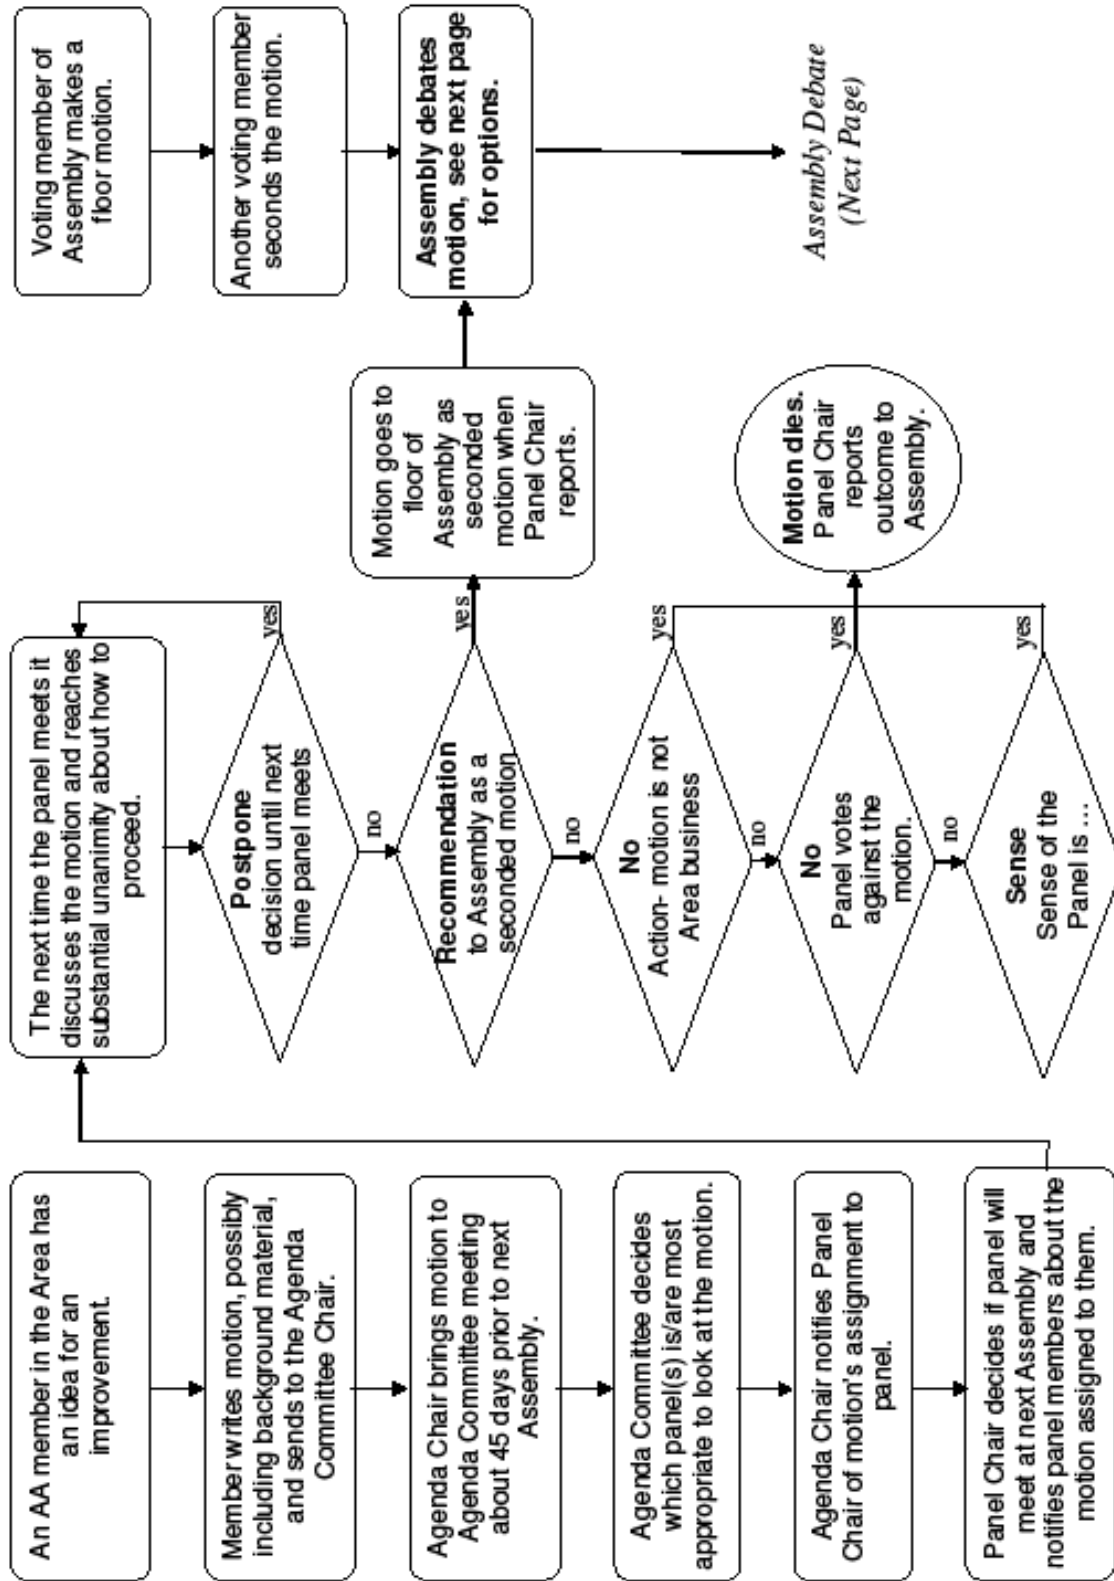 An AA member in the Area has
an idea for an
improvement.
Member writes motion, possibly
including background material,
and sends to the Agenda
Committee Chair.
Agenda Chair brings motion to
Agenda Committee meeting
about 45 days prior to next
Assembly.
Agenda Committee decides
which panel(s) is/are most
appropriate to look at the motion.
Agenda Chair notifies Panel
Chair of motion's assignment to
panel.
Panel Chair decides if panel will
meet at next Assembly and
notifies panel members about the
motion assigned to them.
The next time the panel meets it
discusses the motion and reaches
substantial unanimity about how to
proceed.
Postpone
decision until next
time panel meets
yes
no
Recommendation
to Assembly as a
seconded motion
yes
no
No
Action- motion is not
Area business
yes
no
No
Panel votes
against the
motion.
yes
no
Sense
Sense of the
Panel is ...
yes
Motion goes to
floor of
Assembly as
seconded
motion when
Panel Chair
reports.
Motion dies.
Panel Chair
reports
outcome to
Assembly.
Voting member of
Assembly makes a
floor motion.
Another voting member
seconds the motion.
Assembly debates
motion, see next page
for options.
Assembly Debate
(Next Page)